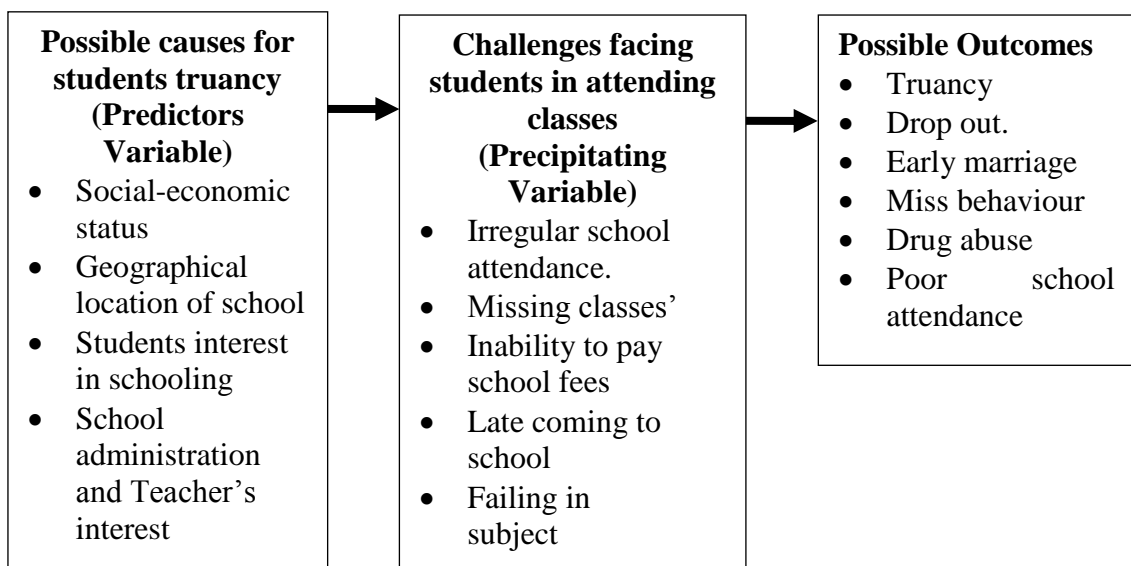 Possible causes for
students truancy
(Predictors
Variable)
• Social-economic
status
• Geographical
location of school
• Students interest
in schooling
• School
administration
and Teacher’s
interest
Challenges facing
students in attending
classes
(Precipitating
Variable)
• Irregular school
attendance.
• Missing classes’
• Inability to pay
school fees
• Late coming to
school
• Failing in
subject
Possible Outcomes
• Truancy
• Drop out.
• Early marriage
• Miss behaviour
• Drug abuse
• Poor school
attendance